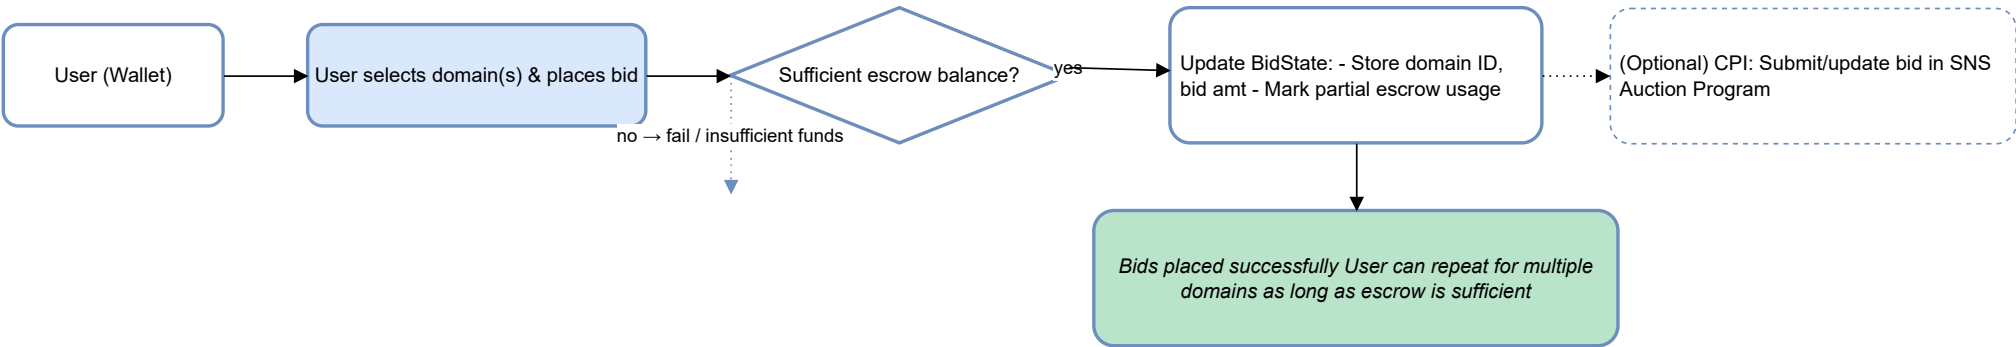 User (Wallet)
User selects domain(s) & places bid
Sufficient escrow balance?
yes
no → fail / insufficient funds
Update BidState: - Store domain ID,
bid amt - Mark partial escrow usage
(Optional) CPI: Submit/update bid in SNS
Auction Program
Bids placed successfully User can repeat for multiple
domains as long as escrow is sufficient